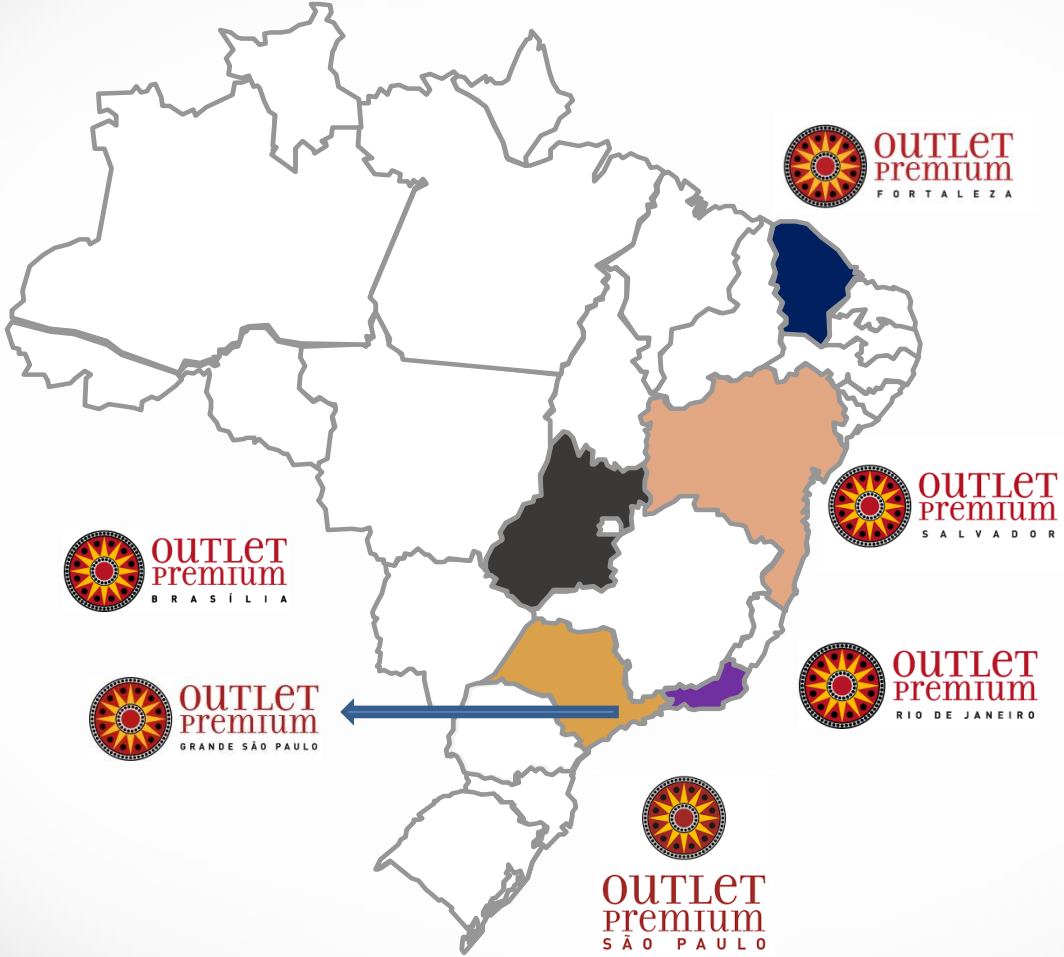 OUTLET
PREMIUM
FORTALEZA
OUTLET
PREMIUM
SALVADOR
OUTLET
PREMIUM
BRASÍLIA
OUTLET
PREMIUM
RIO DE JANEIRO
OUTLET
PREMIUM
GRANDE SÃO PAULO
OUTLET
PREMIUM
SÃO PAULO